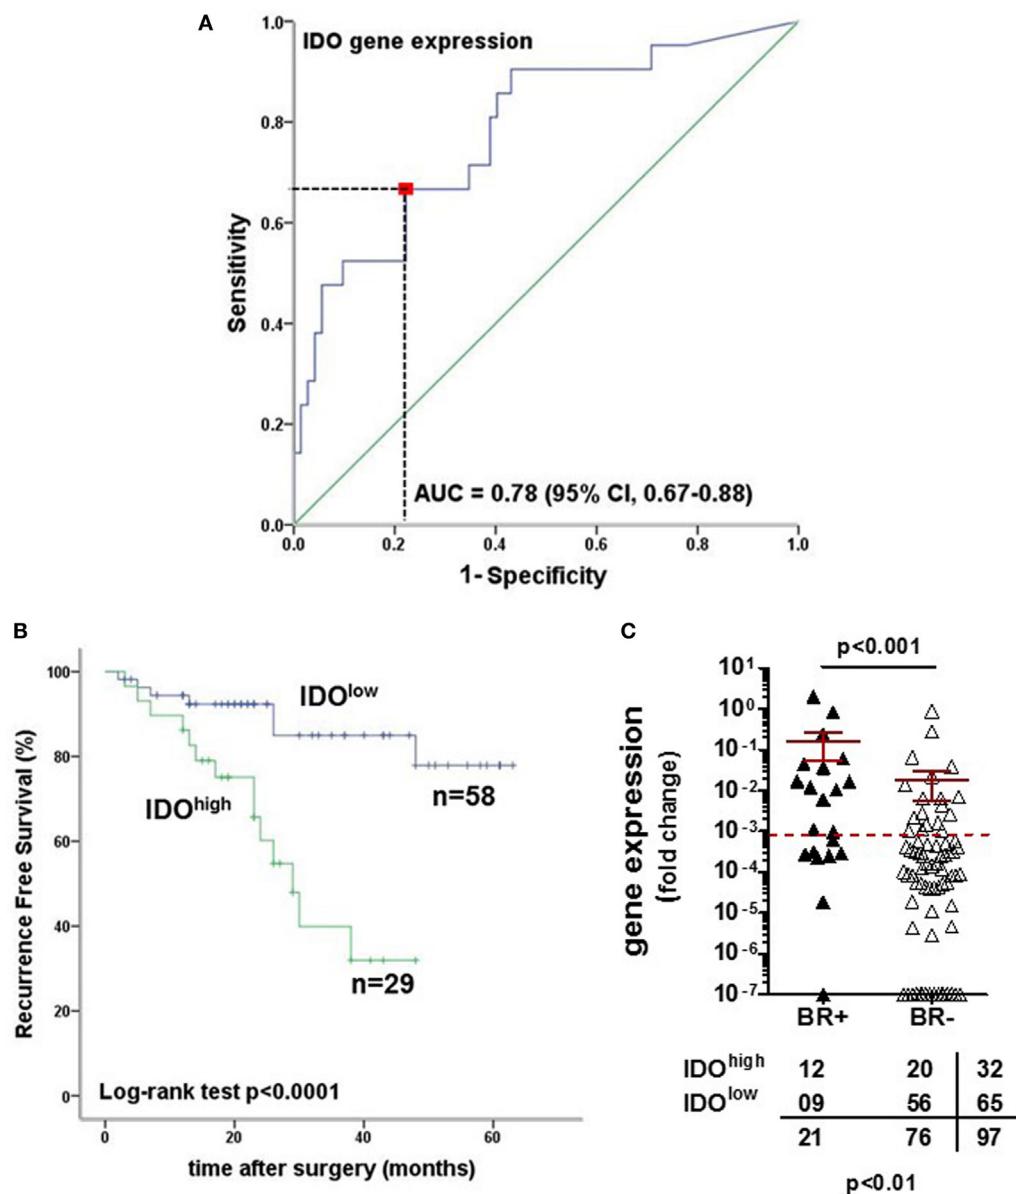 A
IDO gene expression
1.0
0.8
0.6
0.4
0.2
0.0
Sensitivity
AUC = 0.78 (95% CI, 0.67-0.88)
0.0 0.2 0.4 0.6 0.8 1.0
1- Specificity
B
100
80
60
40
20
0
Recurrence Free Survival (%)
IDOlow
n=58
IDOhigh
n=29
Log-rank test p<0.0001
0 20 40 60
time after surgery (months)
C
p<0.001
10^1
10^0
10^-1
10^-2
10^-3
10^-4
10^-5
10^-6
10^-7
gene expression
(fold change)
BR+ BR-
IDOhigh 12 20 32
IDOlow 09 56 65
21 76 97
p<0.01